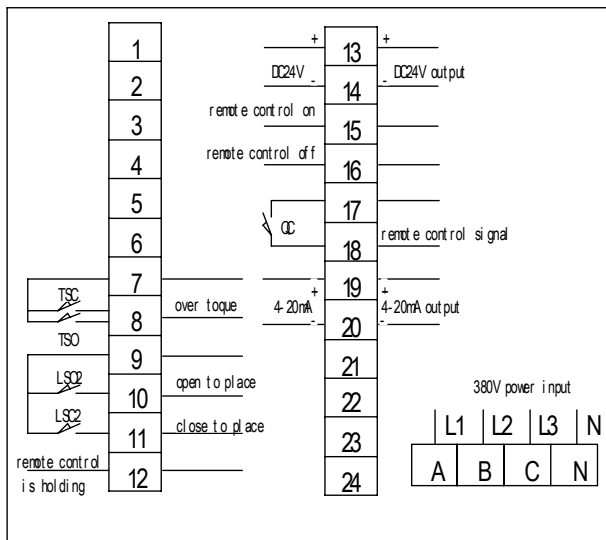 1
2
3
4
5
6
7
8
9
10
11
12
TSC
TSO
over toque
LSO2
open to place
LSC2
close to place
remote control
is holding
13
14
15
16
17
18
19
20
21
22
23
24
+ +
DC24V - - DC24V output
remote control on
remote control off
QC
remote control signal
+ +
4-20mA - - 4-20mA output
380V power input
L1 L2 L3 N
A B C N